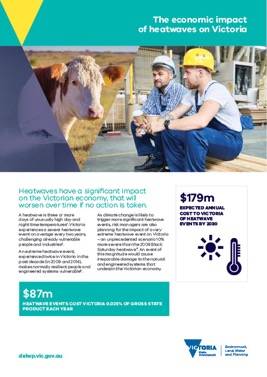 The economic impact
of heatwaves on Victoria
Heatwaves have a significant impact
on the Victorian economy, that will
worsen over time if no action is taken.
A heatwave is three or more
days of unusually high day and
night-time temperatures¹. Victoria
experiences a severe heatwave
event on average every two years,
challenging already vulnerable
people and industries².
An extreme heatwave event,
experienced twice in Victoria in the
past decade (in 2009 and 2014),
makes normally resilient people and
engineered systems vulnerable³.
As climate change is likely to
trigger more significant heatwave
events, risk managers are also
planning for the impact of a very
extreme heatwave event on Victoria
– an unprecedented scenario 10%
more severe than the 2009 Black
Saturday heatwave⁴. An event of
this magnitude would cause
irreparable damage to the natural
and engineered systems that
underpin the Victorian economy.
$179m
EXPECTED ANNUAL
COST TO VICTORIA
OF HEATWAVE
EVENTS BY 2030
$87m
HEATWAVE EVENTS COST VICTORIA 0.025% OF GROSS STATE
PRODUCT EACH YEAR
delwp.vic.gov.au
VICTORIA
State
Government
Environment,
Land, Water
and Planning